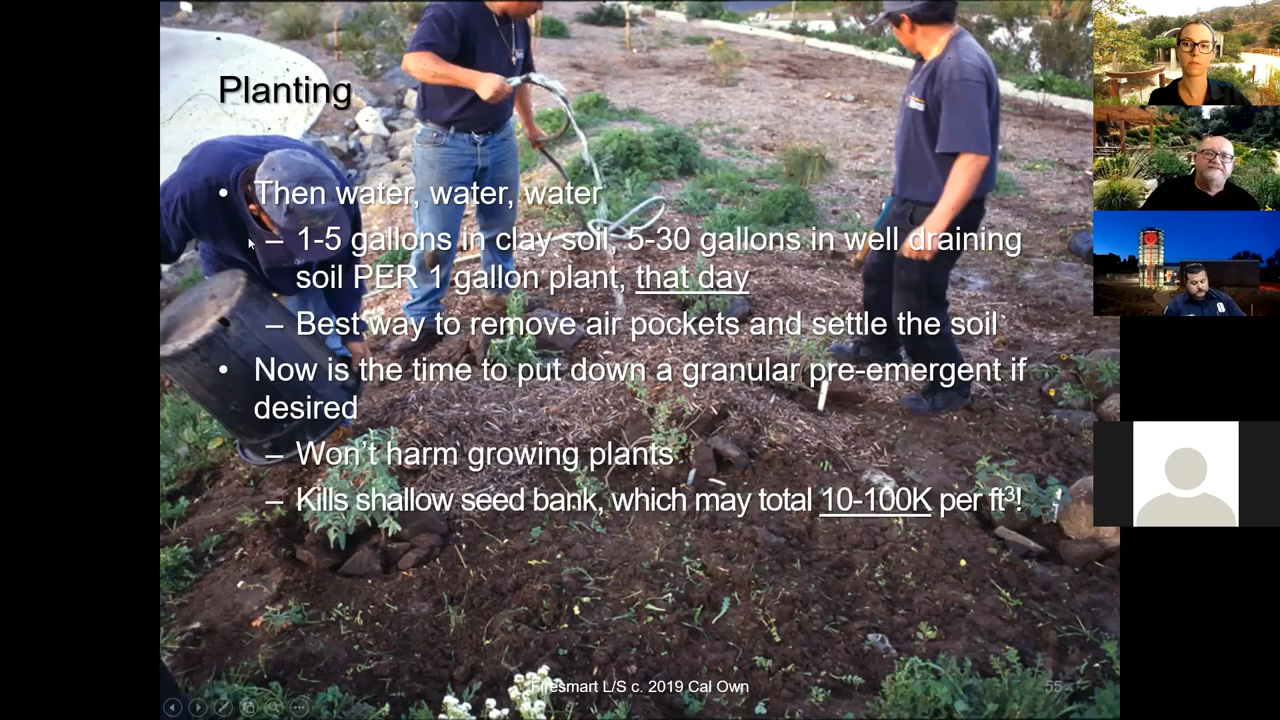 Planting
• Then water, water, water
– 1-5 gallons in clay soil, 5-30 gallons in well draining
soil PER 1 gallon plant, that day
– Best way to remove air pockets and settle the soil
• Now is the time to put down a granular pre-emergent if
desired
– Won't harm growing plants
– Kills shallow seed bank, which may total 10-100K per ft³!
Firesmart L/S c. 2019 Cal Own
55